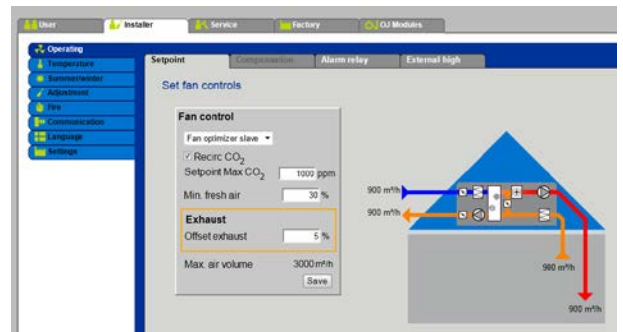 User Installer Service Factory OJ Modules
Operating
Temperature
Summer/winter
Adjustment
Fire
Communication
Language
Settings
Setpoint Compensation Alarm relay External high
Set fan controls
Fan control
Fan optimizer slave
Recirc CO2
Setpoint Max CO2 1000 ppm
Min. fresh air 30 %
Exhaust
Offset exhaust 5 %
Max. air volume 3000 m³/h
Save
900 m³/h
900 m³/h
900 m³/h
900 m³/h